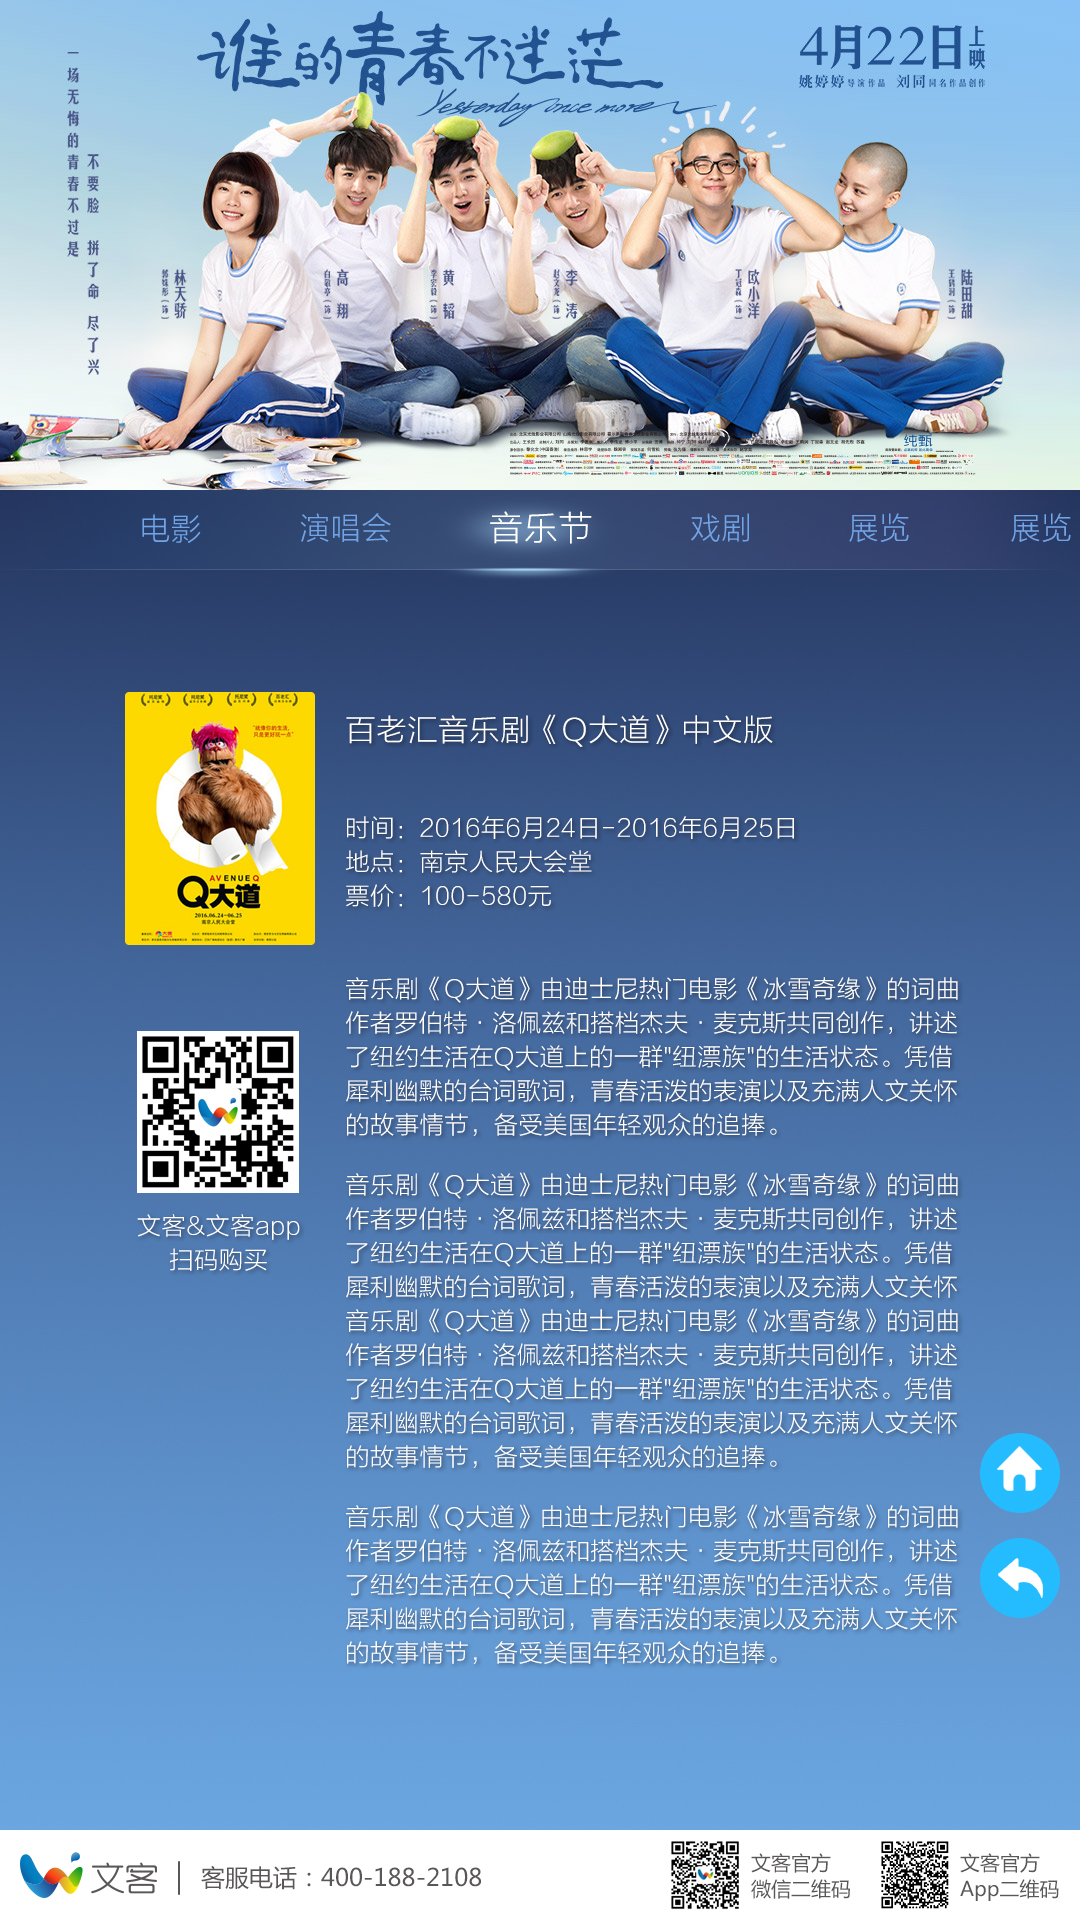 谁的青春不迷茫
Yesterday once more
4月22日上映
姚婷婷 导演作品 刘同 同名作品创作
一场无悔的青春不过是
不要脸 拼了命 尽了兴
林天骄
高翔
黄韬
李涛
欧小洋
陆田甜
纯甄
电影
演唱会
音乐节
戏剧
展览
展览
"就像你的生活,
只是更好玩一点"
AVENUE Q
Q大道
2016.06.24-06.25
南京人民大会堂
百老汇音乐剧《Q大道》中文版
时间：2016年6月24日-2016年6月25日
地点：南京人民大会堂
票价：100-580元
音乐剧《Q大道》由迪士尼热门电影《冰雪奇缘》的词曲
作者罗伯特·洛佩兹和搭档杰夫·麦克斯共同创作，讲述
了纽约生活在Q大道上的一群"纽漂族"的生活状态。凭借
犀利幽默的台词歌词，青春活泼的表演以及充满人文关怀
的故事情节，备受美国年轻观众的追捧。
音乐剧《Q大道》由迪士尼热门电影《冰雪奇缘》的词曲
作者罗伯特·洛佩兹和搭档杰夫·麦克斯共同创作，讲述
了纽约生活在Q大道上的一群"纽漂族"的生活状态。凭借
犀利幽默的台词歌词，青春活泼的表演以及充满人文关怀
音乐剧《Q大道》由迪士尼热门电影《冰雪奇缘》的词曲
作者罗伯特·洛佩兹和搭档杰夫·麦克斯共同创作，讲述
了纽约生活在Q大道上的一群"纽漂族"的生活状态。凭借
犀利幽默的台词歌词，青春活泼的表演以及充满人文关怀
的故事情节，备受美国年轻观众的追捧。
音乐剧《Q大道》由迪士尼热门电影《冰雪奇缘》的词曲
作者罗伯特·洛佩兹和搭档杰夫·麦克斯共同创作，讲述
了纽约生活在Q大道上的一群"纽漂族"的生活状态。凭借
犀利幽默的台词歌词，青春活泼的表演以及充满人文关怀
的故事情节，备受美国年轻观众的追捧。
文客&文客app
扫码购买
文客
客服电话：400-188-2108
文客官方
微信二维码
文客官方
App二维码